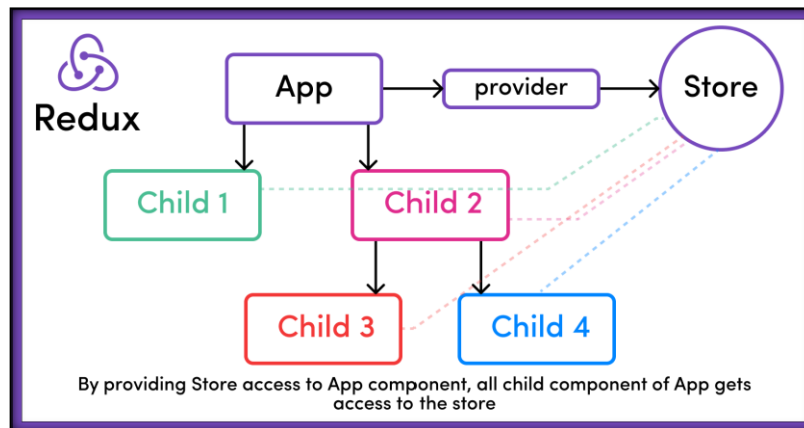 Redux
App
provider
Store
Child 1
Child 2
Child 3
Child 4
By providing Store access to App component, all child component of App gets
access to the store